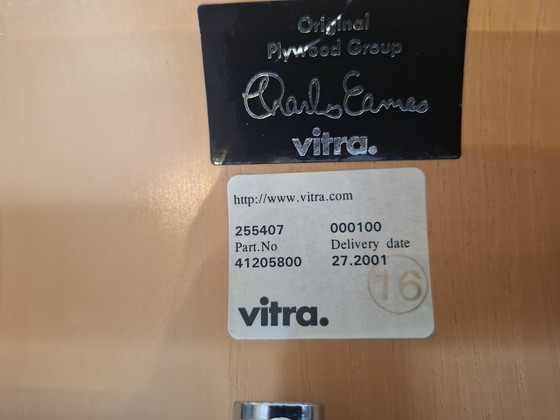 Original
Plywood Group
Charles Eames
vitra.
http://www.vitra.com
255407 000100
Part.No Delivery date
41205800 27.2001
16
vitra.